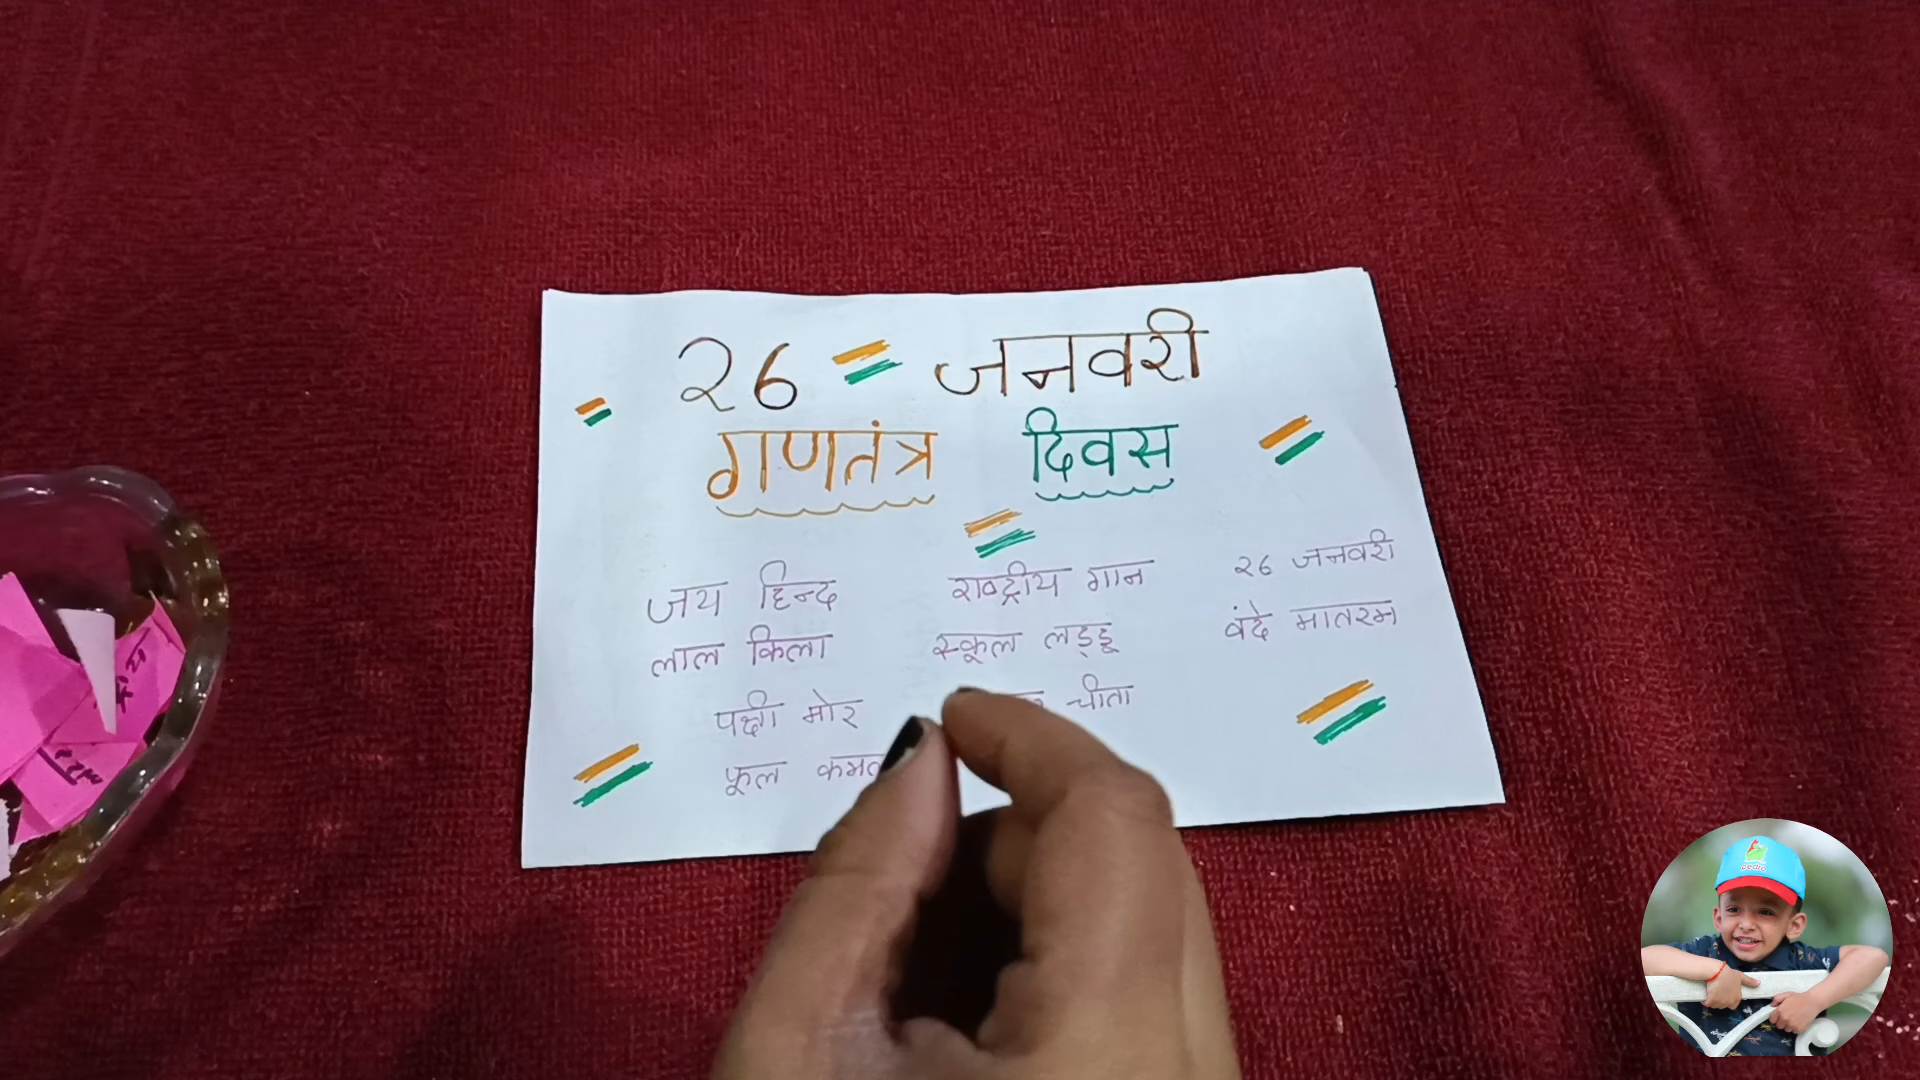 २६ जनवरी
गणतंत्र दिवस
जय हिन्द राष्ट्रीय गान २६ जनवरी
लाल किला स्कूल लड्डू वंदे मातरम
पक्षी मोर चीता
फूल